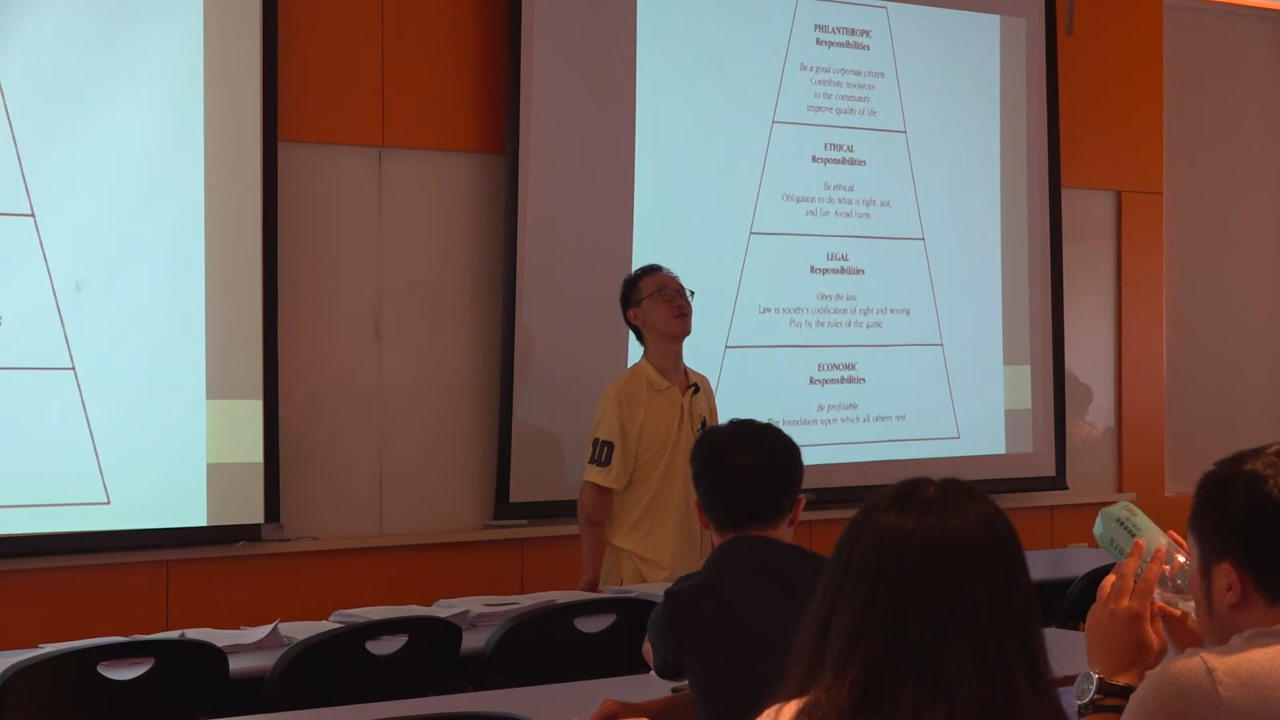 PHILANTHROPIC
Responsibilities
Be a good corporate citizen
Contribute resources
to the community;
improve quality of life
ETHICAL
Responsibilities
Be ethical
Obligation to do what is right, just,
and fair. Avoid harm
LEGAL
Responsibilities
Obey the law
Law is society's codification of right and wrong
Play by the rules of the game
ECONOMIC
Responsibilities
Be profitable
The foundation upon which all others rest
10